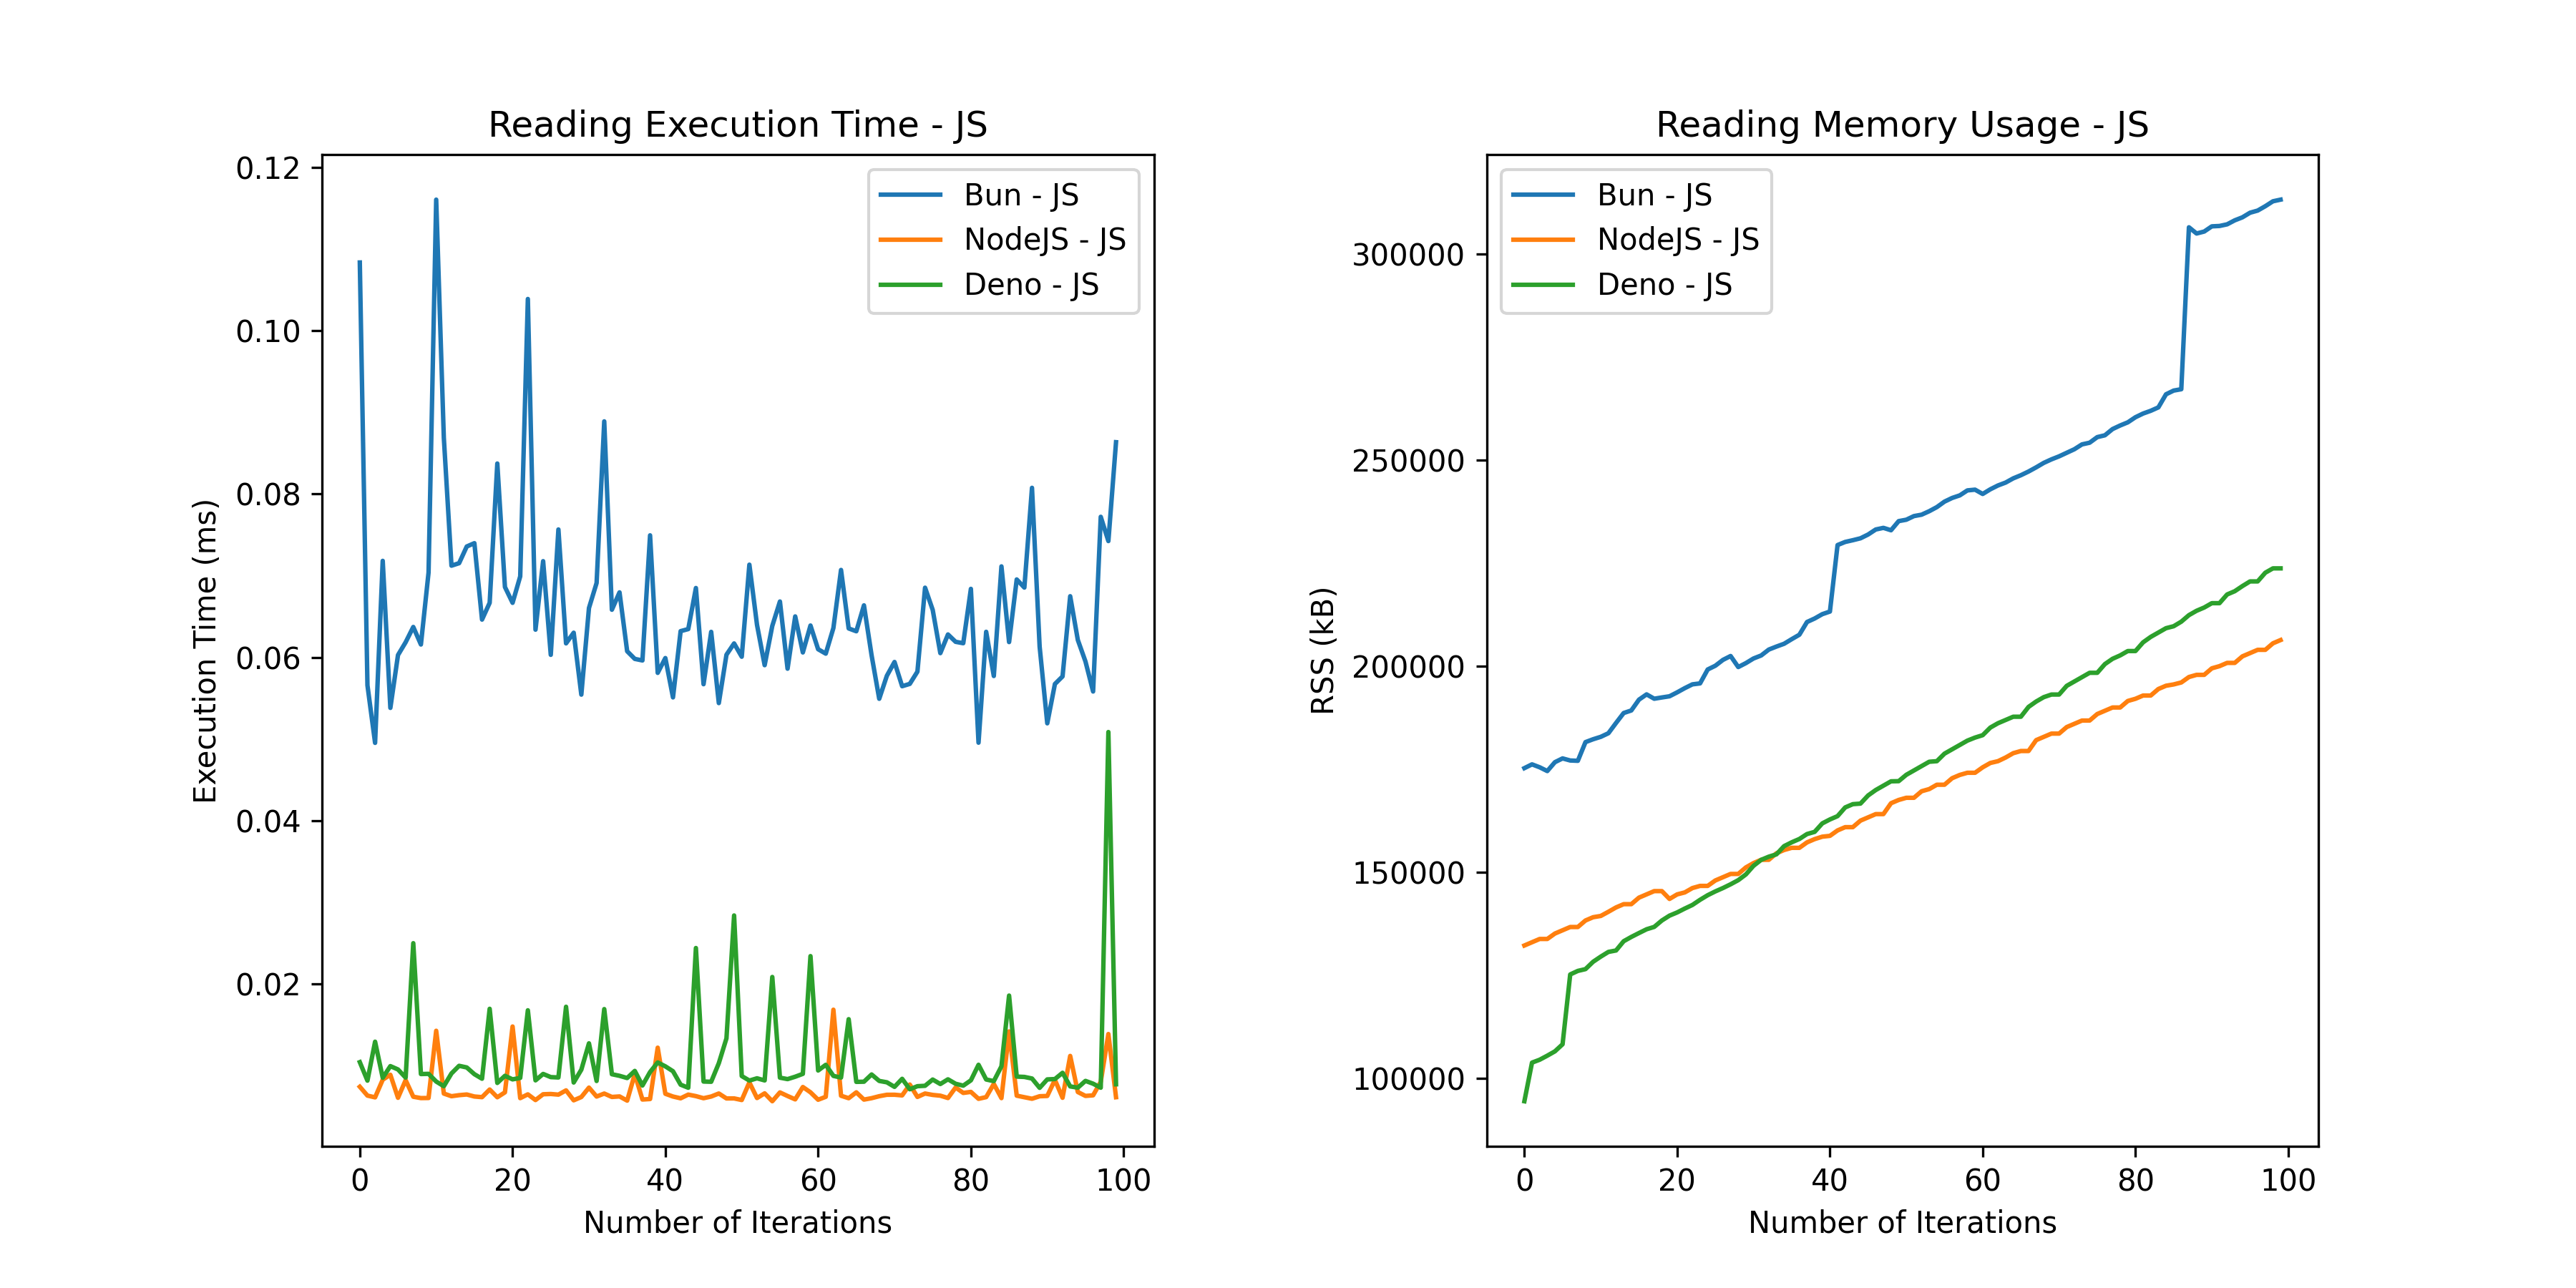 Reading Execution Time - JS
Execution Time (ms)
0.12
0.10
0.08
0.06
0.04
0.02
Bun - JS
NodeJS - JS
Deno - JS
0 20 40 60 80 100
Number of Iterations
Reading Memory Usage - JS
RSS (kB)
300000
250000
200000
150000
100000
Bun - JS
NodeJS - JS
Deno - JS
0 20 40 60 80 100
Number of Iterations